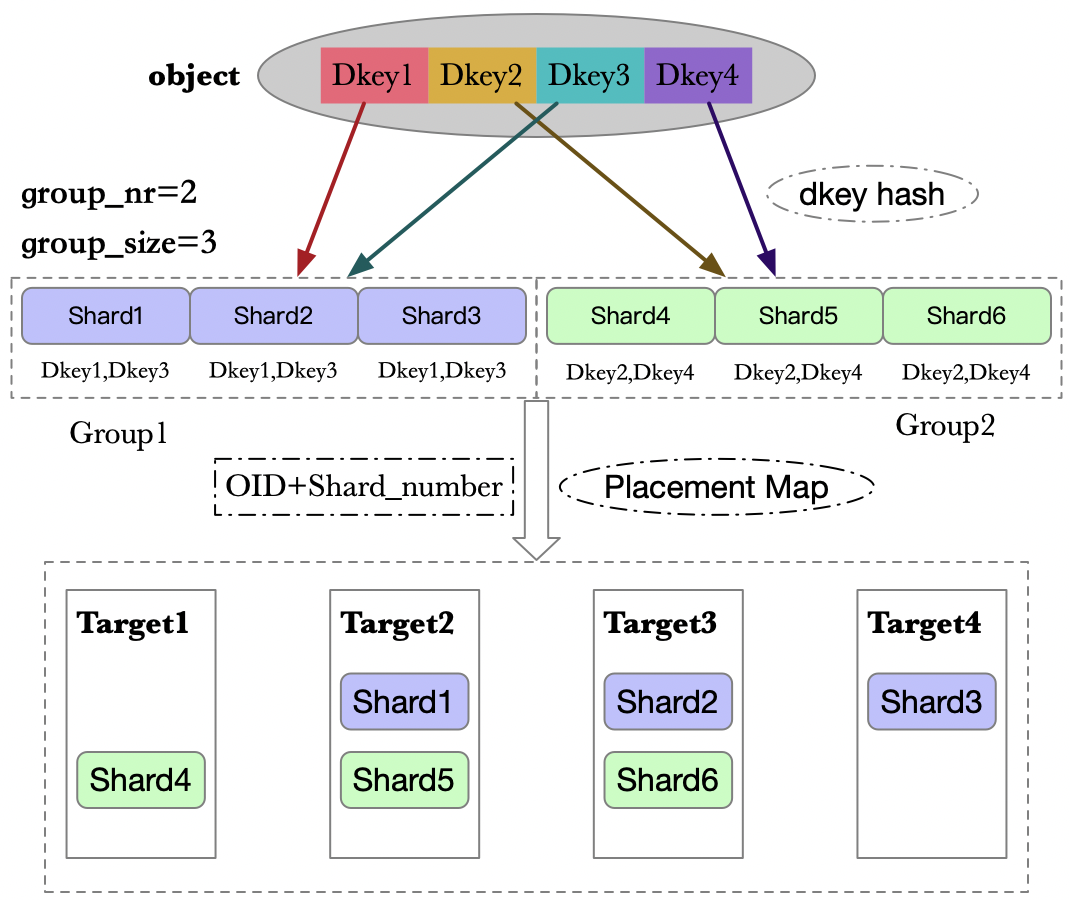 object
Dkey1 Dkey2 Dkey3 Dkey4
group_nr=2
dkey hash
group_size=3
Shard1 Shard2 Shard3 Shard4 Shard5 Shard6
Dkey1,Dkey3 Dkey1,Dkey3 Dkey1,Dkey3 Dkey2,Dkey4 Dkey2,Dkey4 Dkey2,Dkey4
Group1 Group2
OID+Shard_number Placement Map
Target1 Target2 Target3 Target4
Shard1 Shard2 Shard3
Shard4 Shard5 Shard6